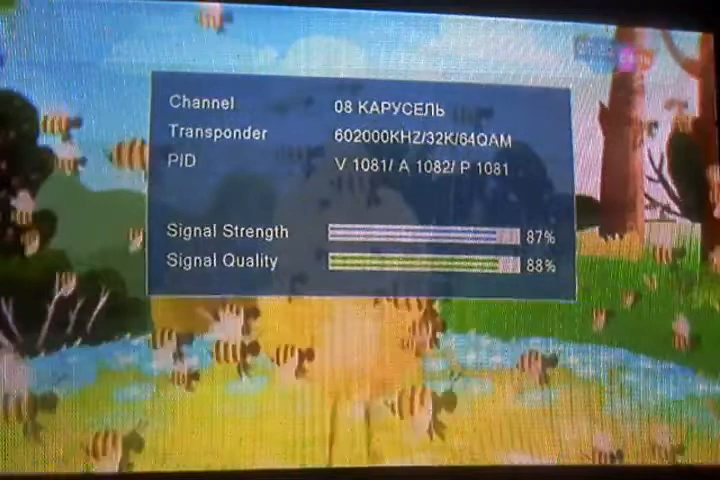 Channel 08 КАРУСЕЛЬ
Transponder 602000KHZ/32K/64QAM
PID V 1081/ A 1082/ P 1081
Signal Strength 87%
Signal Quality 88%